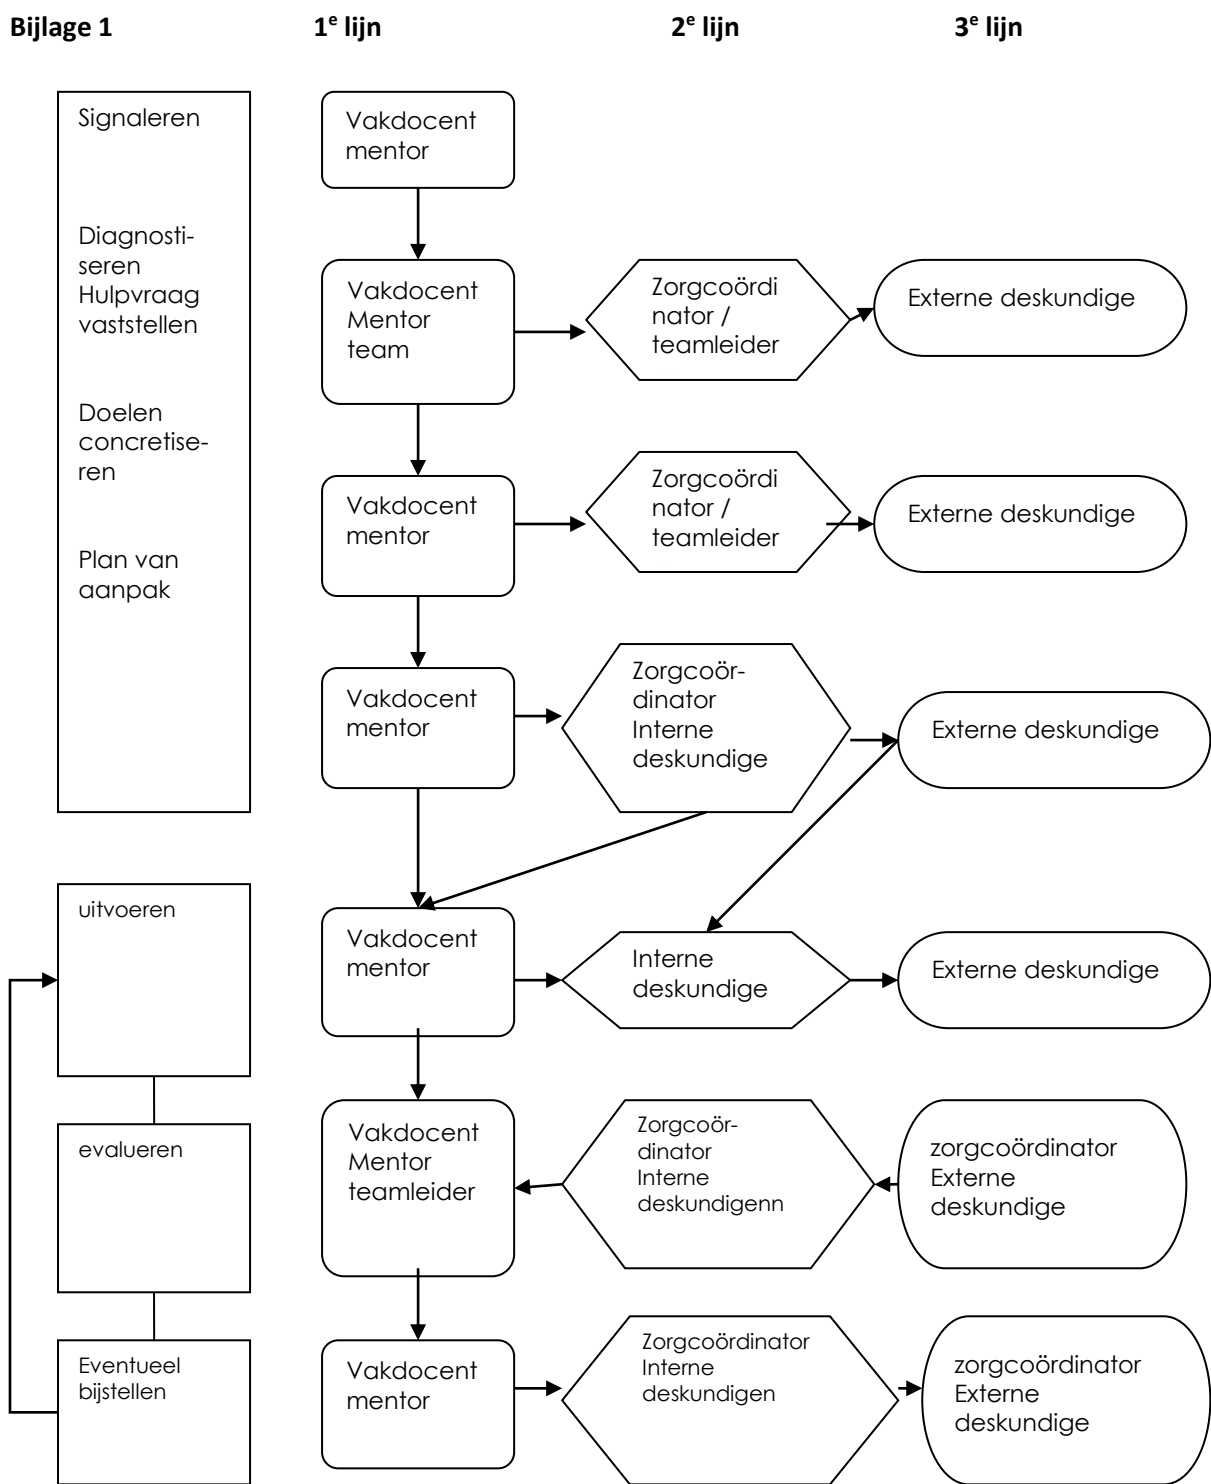 Bijlage 1 1e lijn 2e lijn 3e lijn
Signaleren
Diagnosti-
seren
Hulpvraag
vaststellen
Doelen
concretise-
ren
Plan van
aanpak
Vakdocent
mentor
Vakdocent
Mentor
team
Zorgcoördi
nator /
teamleider
Externe deskundige
Vakdocent
mentor
Zorgcoördi
nator /
teamleider
Externe deskundige
Vakdocent
mentor
Zorgcoör-
dinator
Interne
deskundige
Externe deskundige
uitvoeren
Vakdocent
mentor
Interne
deskundige
Externe deskundige
evalueren
Vakdocent
Mentor
teamleider
Zorgcoör-
dinator
Interne
deskundigenn
zorgcoördinator
Externe
deskundige
Eventueel
bijstellen
Vakdocent
mentor
Zorgcoördinator
Interne
deskundigen
zorgcoördinator
Externe
deskundige